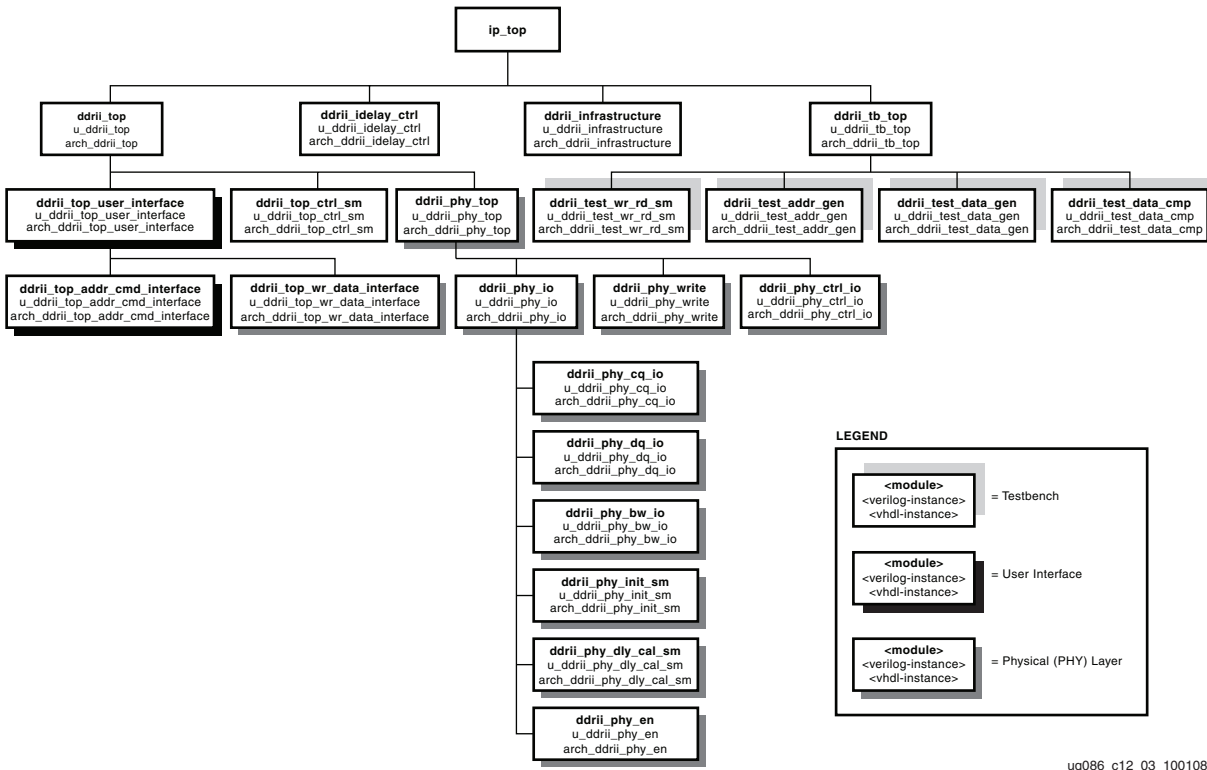 ip_top
ddrii_top
u_ddrii_top
arch_ddrii_top
ddrii_idelay_ctrl
u_ddrii_idelay_ctrl
arch_ddrii_idelay_ctrl
ddrii_infrastructure
u_ddrii_infrastructure
arch_ddrii_infrastructure
ddrii_tb_top
u_ddrii_tb_top
arch_ddrii_tb_top
ddrii_top_user_interface
u_ddrii_top_user_interface
arch_ddrii_top_user_interface
ddrii_top_ctrl_sm
u_ddrii_top_ctrl_sm
arch_ddrii_top_ctrl_sm
ddrii_phy_top
u_ddrii_phy_top
arch_ddrii_phy_top
ddrii_test_wr_rd_sm
u_ddrii_test_wr_rd_sm
arch_ddrii_test_wr_rd_sm
ddrii_test_addr_gen
u_ddrii_test_addr_gen
arch_ddrii_test_addr_gen
ddrii_test_data_gen
u_ddrii_test_data_gen
arch_ddrii_test_data_gen
ddrii_test_data_cmp
u_ddrii_test_data_cmp
arch_ddrii_test_data_cmp
ddrii_top_addr_cmd_interface
u_ddrii_top_addr_cmd_interface
arch_ddrii_top_addr_cmd_interface
ddrii_top_wr_data_interface
u_ddrii_top_wr_data_interface
arch_ddrii_top_wr_data_interface
ddrii_phy_io
u_ddrii_phy_io
arch_ddrii_phy_io
ddrii_phy_write
u_ddrii_phy_write
arch_ddrii_phy_write
ddrii_phy_ctrl_io
u_ddrii_phy_ctrl_io
arch_ddrii_phy_ctrl_io
ddrii_phy_cq_io
u_ddrii_phy_cq_io
arch_ddrii_phy_cq_io
ddrii_phy_dq_io
u_ddrii_phy_dq_io
arch_ddrii_phy_dq_io
ddrii_phy_bw_io
u_ddrii_phy_bw_io
arch_ddrii_phy_bw_io
ddrii_phy_init_sm
u_ddrii_phy_init_sm
arch_ddrii_phy_init_sm
ddrii_phy_dly_cal_sm
u_ddrii_phy_dly_cal_sm
arch_ddrii_phy_dly_cal_sm
ddrii_phy_en
u_ddrii_phy_en
arch_ddrii_phy_en
LEGEND
<module>
<verilog-instance>
<vhdl-instance>
= Testbench
<module>
<verilog-instance>
<vhdl-instance>
= User Interface
<module>
<verilog-instance>
<vhdl-instance>
= Physical (PHY) Layer
ug086_c12_03_100108